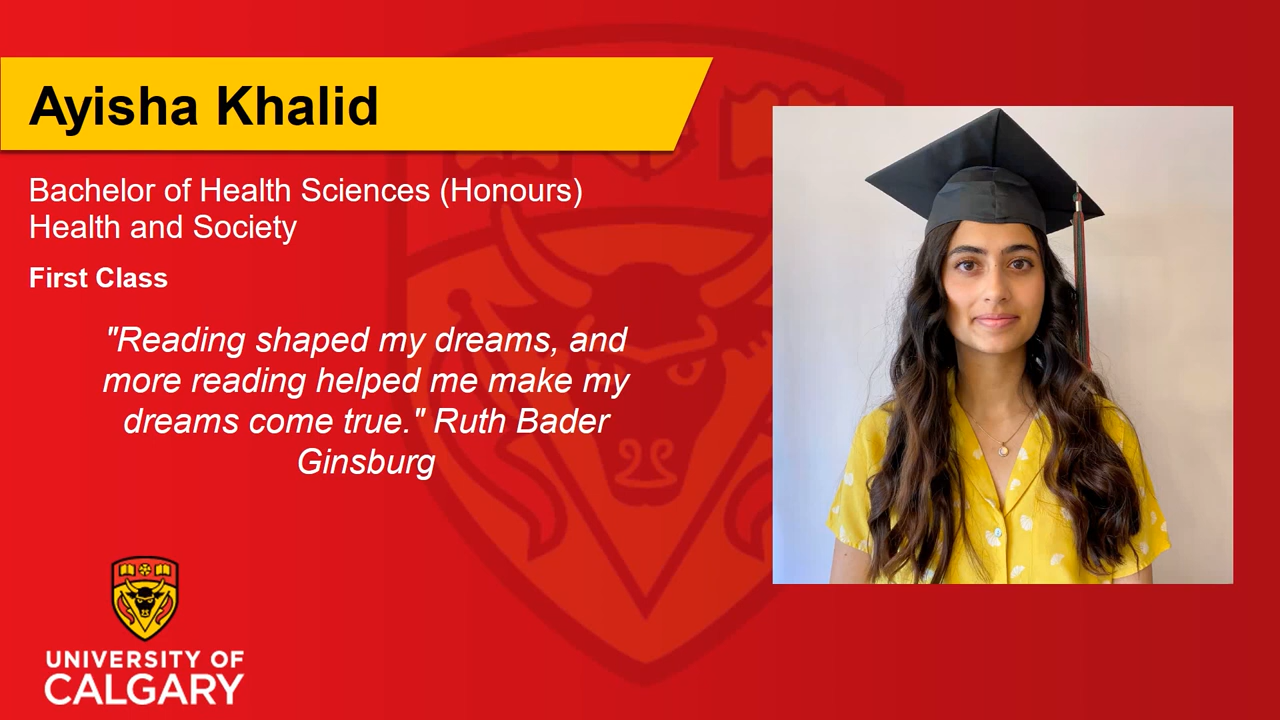 Ayisha Khalid
Bachelor of Health Sciences (Honours)
Health and Society
First Class
"Reading shaped my dreams, and
more reading helped me make my
dreams come true." Ruth Bader
Ginsburg
UNIVERSITY OF
CALGARY